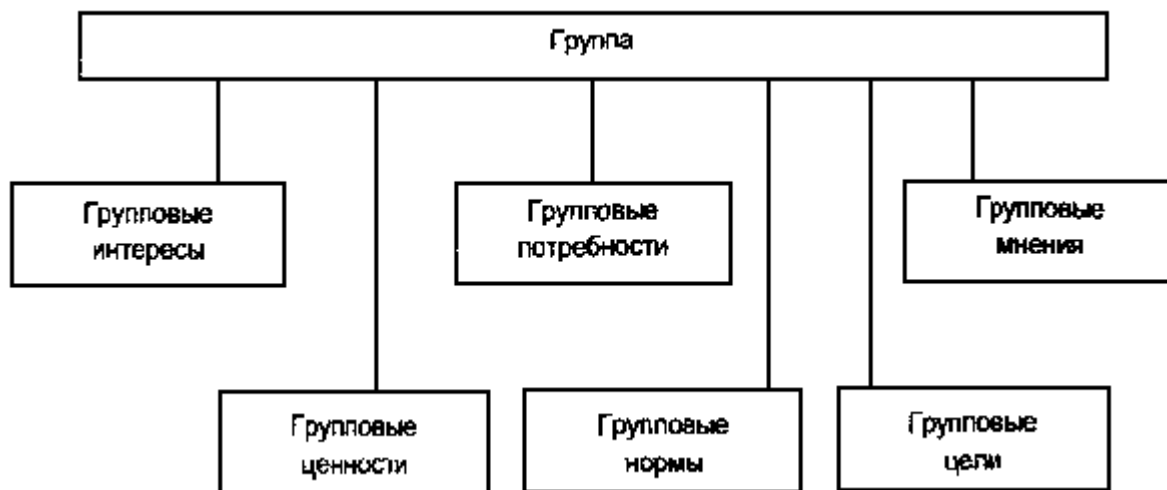 Группа
Групповые
интересы
Групповые
потребности
Групповые
мнения
Групповые
ценности
Групповые
нормы
Групповые
цели